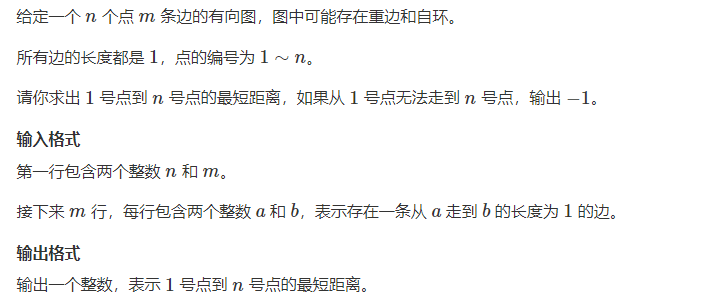 给定一个 n 个点 m 条边的有向图，图中可能存在重边和自环。
所有边的长度都是 1，点的编号为 1 ∼ n。
请你求出 1 号点到 n 号点的最短距离，如果从 1 号点无法走到 n 号点，输出 −1。
输入格式
第一行包含两个整数 n 和 m。
接下来 m 行，每行包含两个整数 a 和 b，表示存在一条从 a 走到 b 的长度为 1 的边。
输出格式
输出一个整数，表示 1 号点到 n 号点的最短距离。